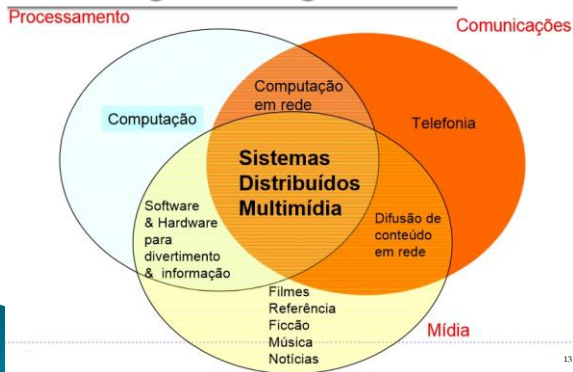 Processamento
Comunicações
Computação
em rede
Computação
Telefonia
Sistemas
Distribuídos
Multimídia
Software
& Hardware
para
divertimento
& informação
Difusão de
conteúdo
em rede
Filmes
Referência
Ficção
Música
Notícias
Mídia
13